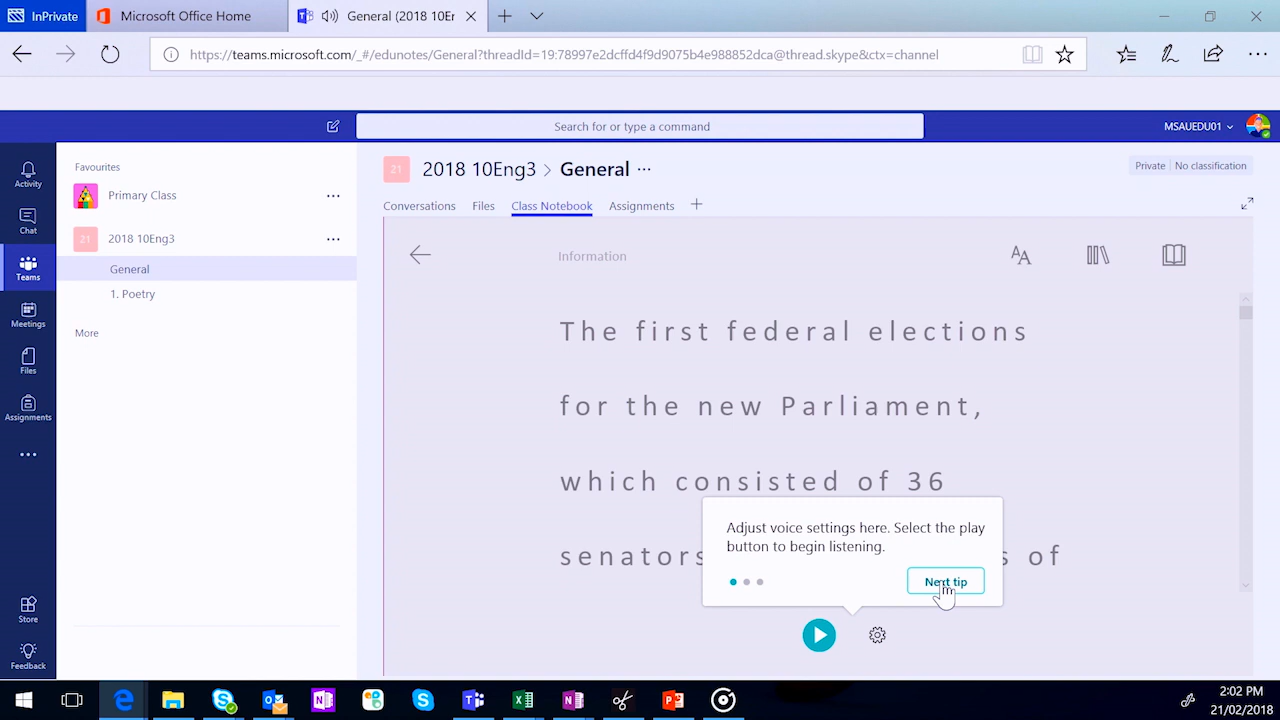 InPrivate
Microsoft Office Home
General (2018 10Er
https://teams.microsoft.com/_#/edunotes/General?threadId=19:78997e2dcffd4f9d9075b4e988852dca@thread.skype&ctx=channel
Search for or type a command
MSAUEDU01
Activity
Chat
Teams
Meetings
Files
Assignments
Store
Feedback
Favourites
Primary Class
21 2018 10Eng3
General
1. Poetry
More
21 2018 10Eng3 > General ...
Private No classification
Conversations Files Class Notebook Assignments +
Information
The first federal elections
for the new Parliament,
which consisted of 36
senators
s of
Adjust voice settings here. Select the play
button to begin listening.
Next tip
2:02 PM
21/02/2018